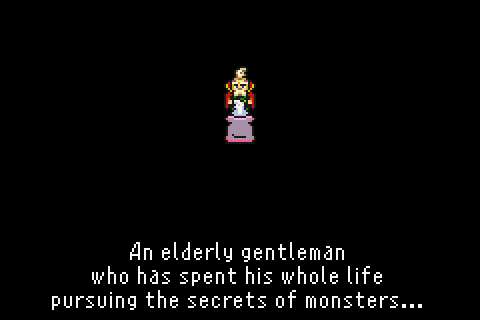 An elderly gentleman
who has spent his whole life
pursuing the secrets of monsters...